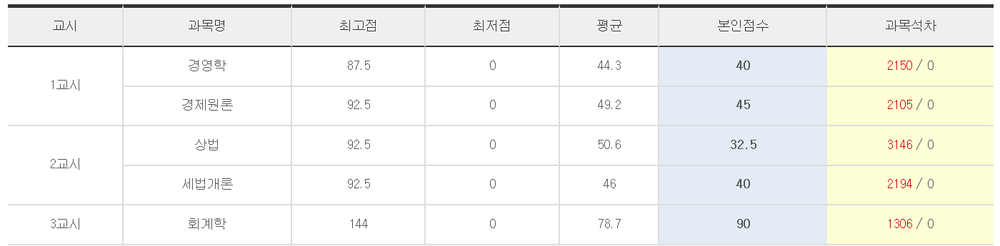 교시 과목명 최고점 최저점 평균 본인점수 과목석차
1교시 경영학 87.5 0 44.3 40 2150 / 0
경제원론 92.5 0 49.2 45 2105 / 0
2교시 상법 92.5 0 50.6 32.5 3146 / 0
세법개론 92.5 0 46 40 2194 / 0
3교시 회계학 144 0 78.7 90 1306 / 0